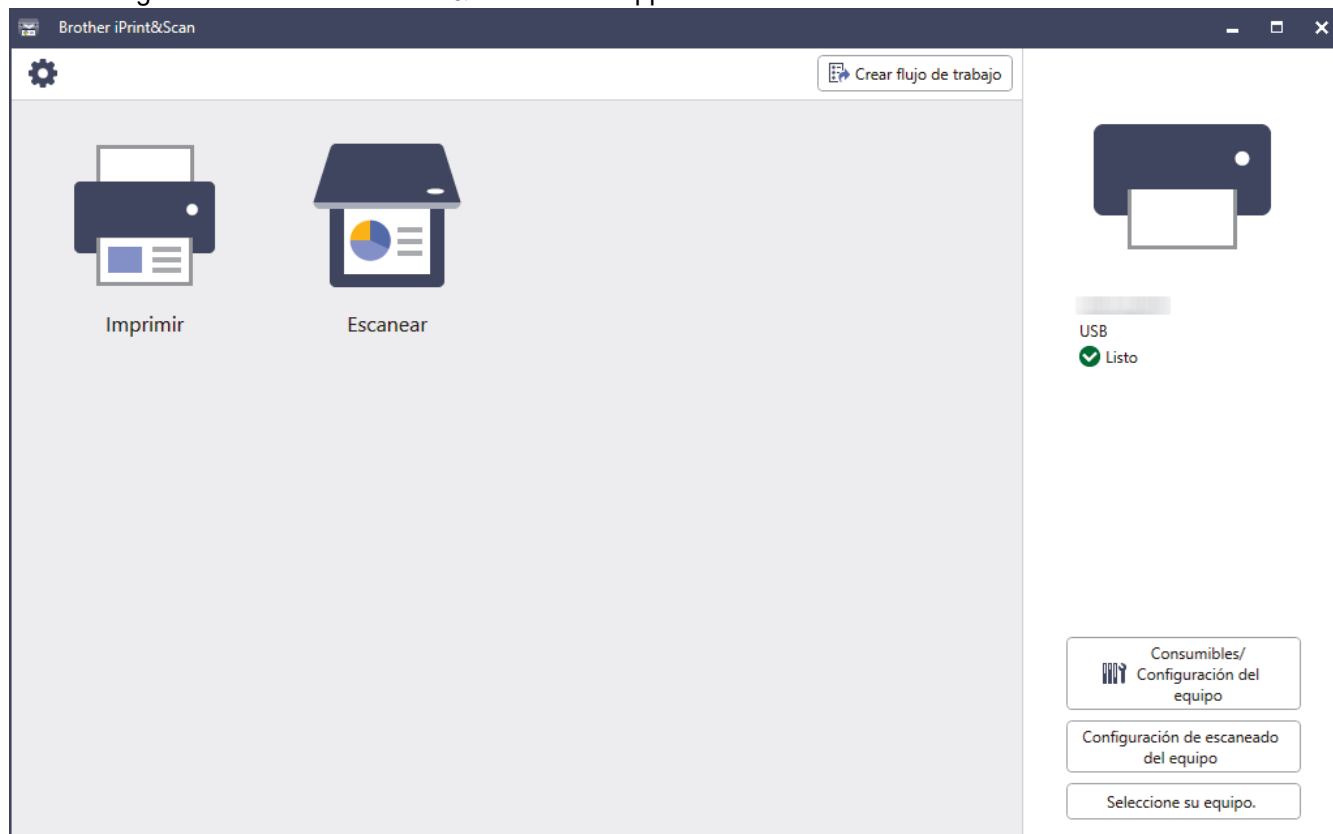 Brother iPrint&Scan
Crear flujo de trabajo
Imprimir
Escanear
USB
Listo
Consumibles/
Configuración del
equipo
Configuración de escaneado
del equipo
Seleccione su equipo.